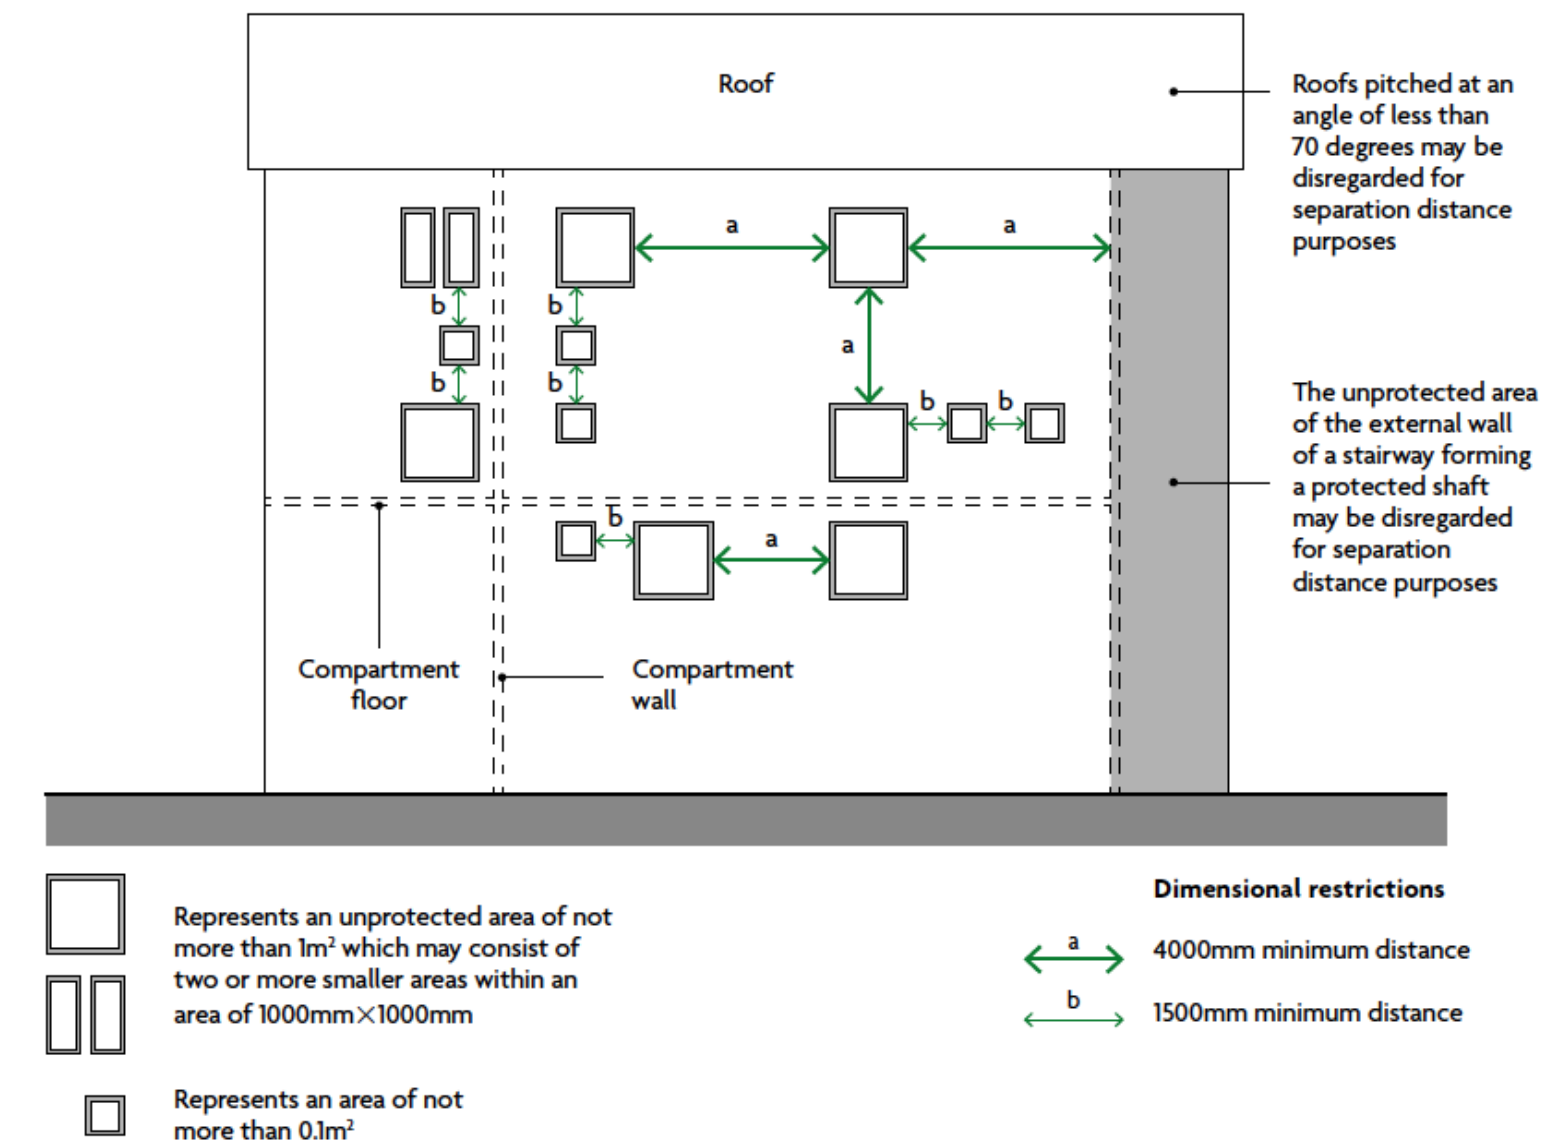 Roof
Roofs pitched at an
angle of less than
70 degrees may be
disregarded for
separation distance
purposes
a
a
b
b
a
b
b
b
b
The unprotected area
of the external wall
of a stairway forming
a protected shaft
may be disregarded
for separation
distance purposes
b
a
Compartment
floor
Compartment
wall
Represents an unprotected area of not
more than 1m² which may consist of
two or more smaller areas within an
area of 1000mm×1000mm
Represents an area of not
more than 0.1m²
Dimensional restrictions
a
4000mm minimum distance
b
1500mm minimum distance